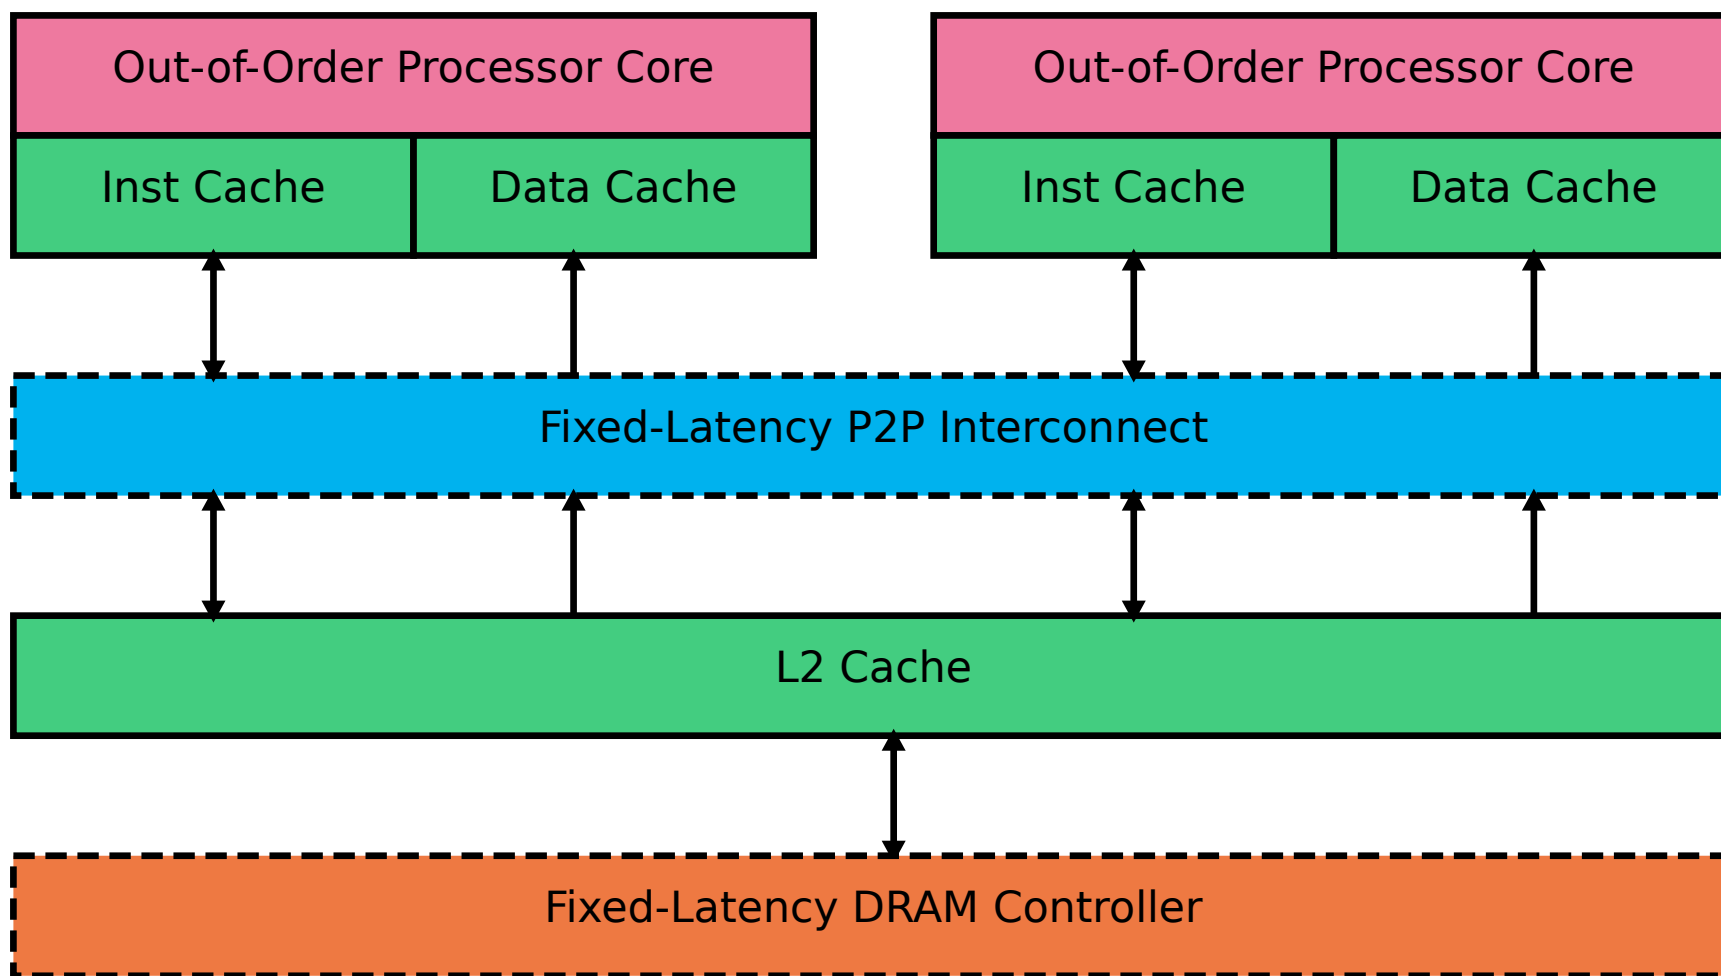 Out-of-Order Processor Core
Out-of-Order Processor Core
Inst Cache
Data Cache
Inst Cache
Data Cache
Fixed-Latency P2P Interconnect
L2 Cache
Fixed-Latency DRAM Controller